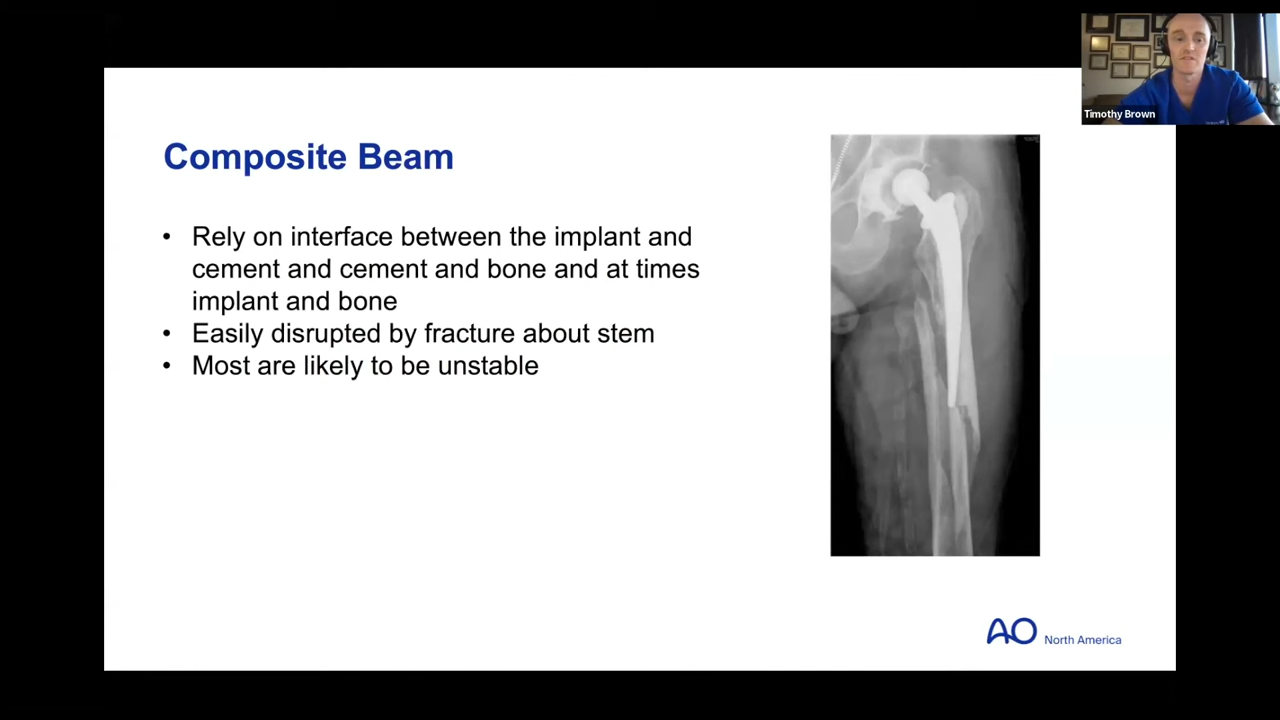 Timothy Brown
Composite Beam
• Rely on interface between the implant and
cement and cement and bone and at times
implant and bone
• Easily disrupted by fracture about stem
• Most are likely to be unstable
AO North America